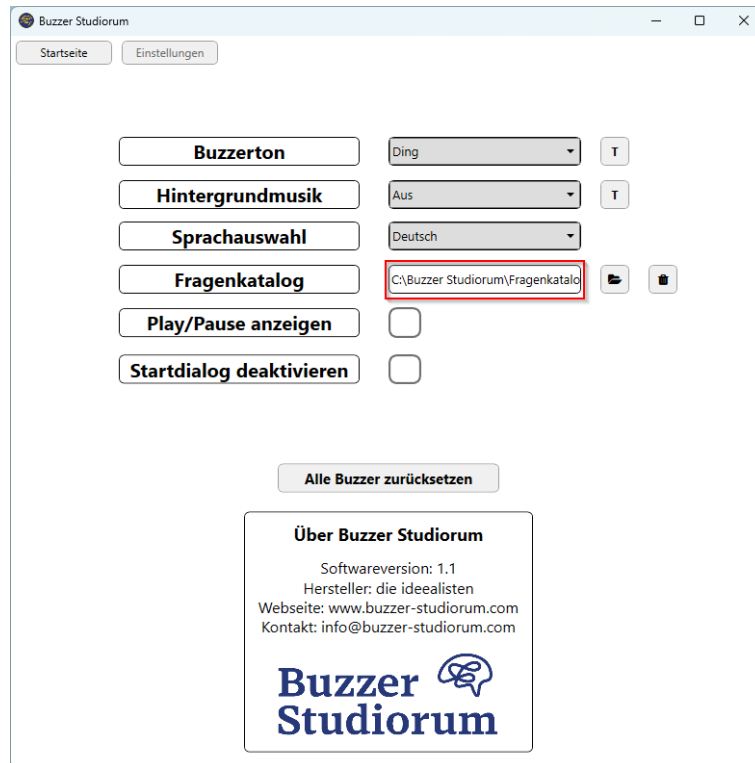 Buzzer Studiorum
Startseite Einstellungen
Buzzerton Ding T
Hintergrundmusik Aus T
Sprachauswahl Deutsch
Fragenkatalog C:\Buzzer Studiorum\Fragenkatalo
Play/Pause anzeigen
Startdialog deaktivieren
Alle Buzzer zurücksetzen
Über Buzzer Studiorum
Softwareversion: 1.1
Hersteller: die ideealisten
Webseite: www.buzzer-studiorum.com
Kontakt: info@buzzer-studiorum.com
Buzzer
Studiorum